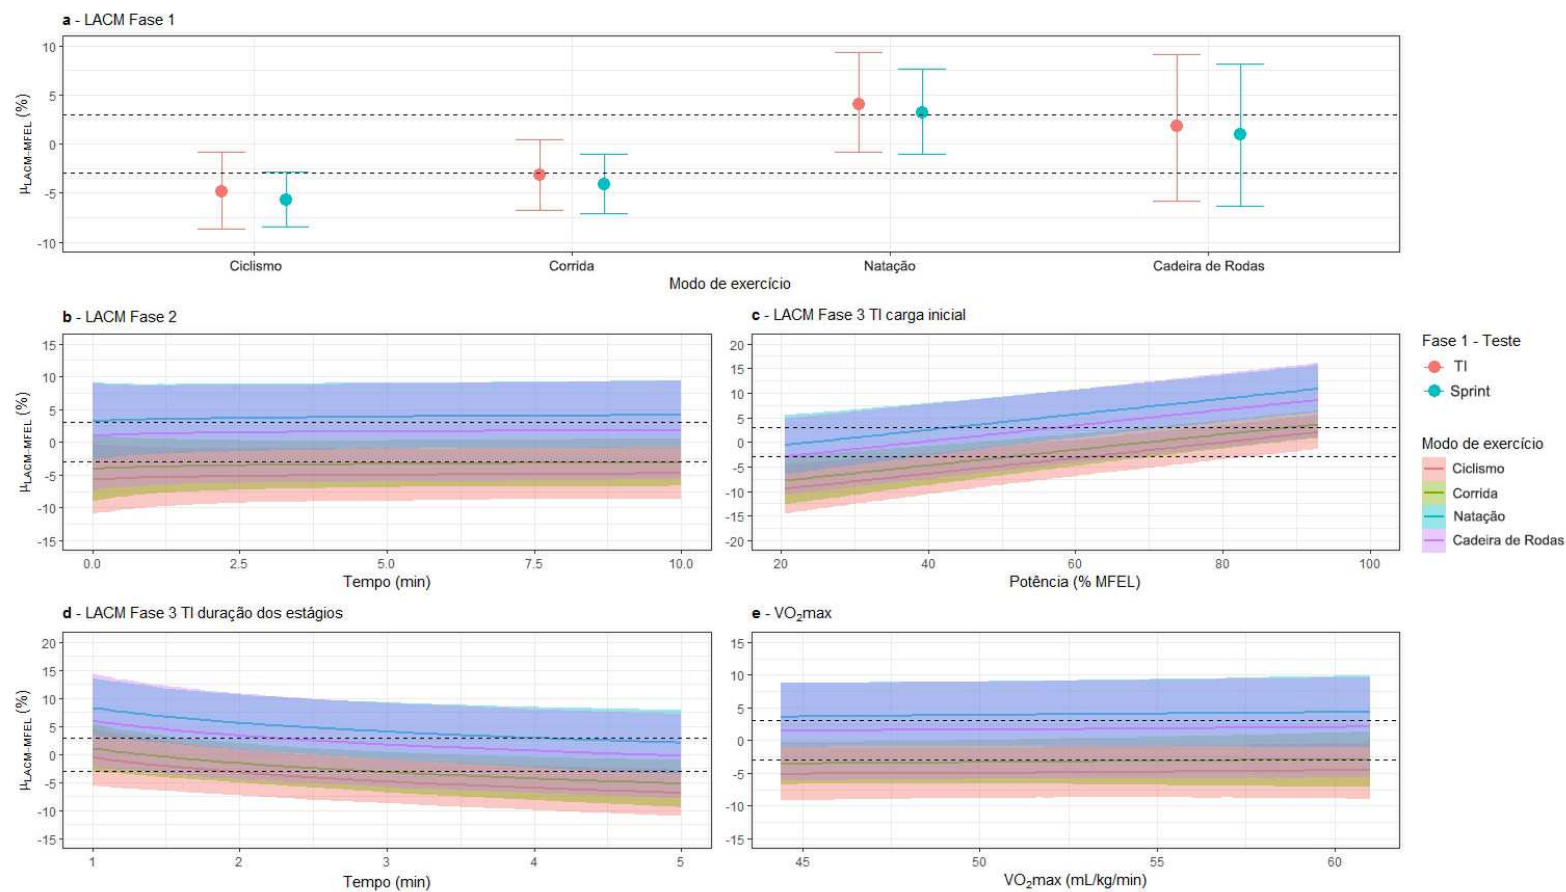 a - LACM Fase 1
μLACM-MFEL (%)
10
5
0
-5
-10
Ciclismo Corrida Natação Cadeira de Rodas
Modo de exercício
b - LACM Fase 2
μLACM-MFEL (%)
15
10
5
0
-5
-10
-15
0.0 2.5 5.0 7.5 10.0
Tempo (min)
c - LACM Fase 3 TI carga inicial
20
15
10
5
0
-5
-10
-15
-20
20 40 60 80 100
Potência (% MFEL)
Fase 1 - Teste
TI
Sprint
Modo de exercício
Ciclismo
Corrida
Natação
Cadeira de Rodas
d - LACM Fase 3 TI duração dos estágios
μLACM-MFEL (%)
20
15
10
5
0
-5
-10
-15
1 2 3 4 5
Tempo (min)
e - VO₂max
15
10
5
0
-5
-10
-15
45 50 55 60
VO₂max (mL/kg/min)